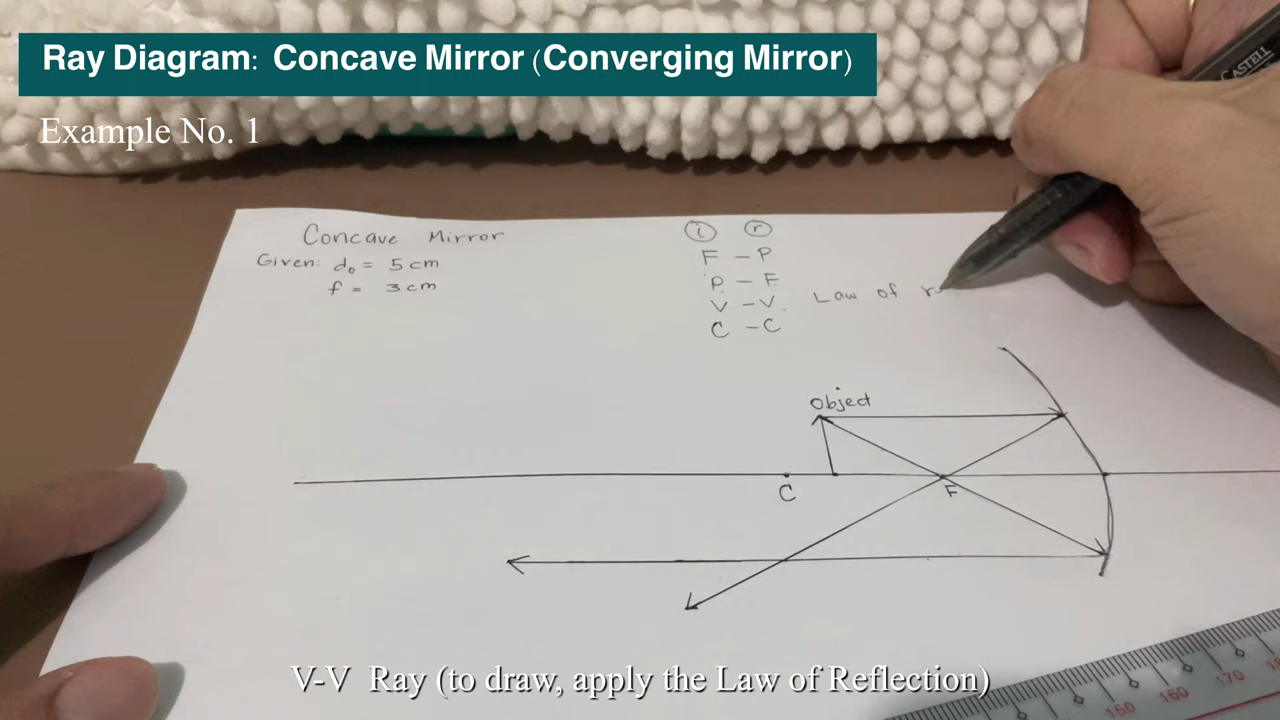 Ray Diagram: Concave Mirror (Converging Mirror)
Example No. 1
CASTELL
Concave Mirror
Given: do = 5 cm
f = 3 cm
i r
F - P
P - F
V - V. Law of r
C - C
Object
C
F
150 160 170
V-V Ray (to draw, apply the Law of Reflection)